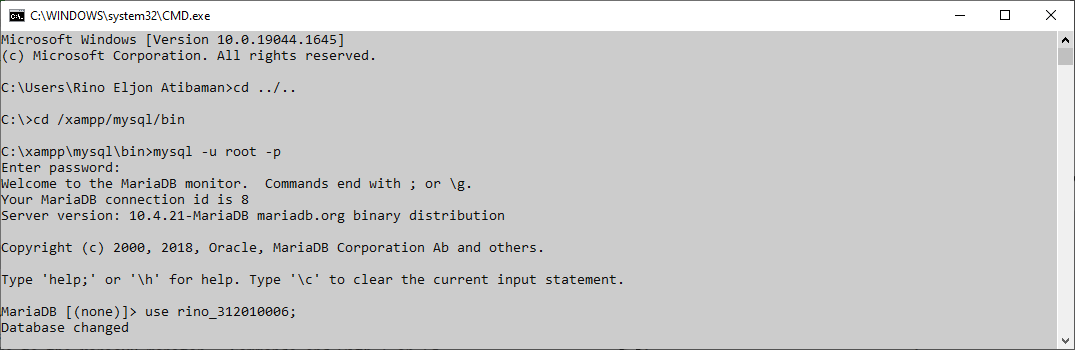 C:\WINDOWS\system32\CMD.exe
Microsoft Windows [Version 10.0.19044.1645]
(c) Microsoft Corporation. All rights reserved.
C:\Users\Rino Eljon Atibaman>cd ../..
C:\>cd /xampp/mysql/bin
C:\xampp\mysql\bin>mysql -u root -p
Enter password:
Welcome to the MariaDB monitor.  Commands end with ; or \g.
Your MariaDB connection id is 8
Server version: 10.4.21-MariaDB mariadb.org binary distribution
Copyright (c) 2000, 2018, Oracle, MariaDB Corporation Ab and others.
Type 'help;' or '\h' for help. Type '\c' to clear the current input statement.
MariaDB [(none)]> use rino_312010006;
Database changed